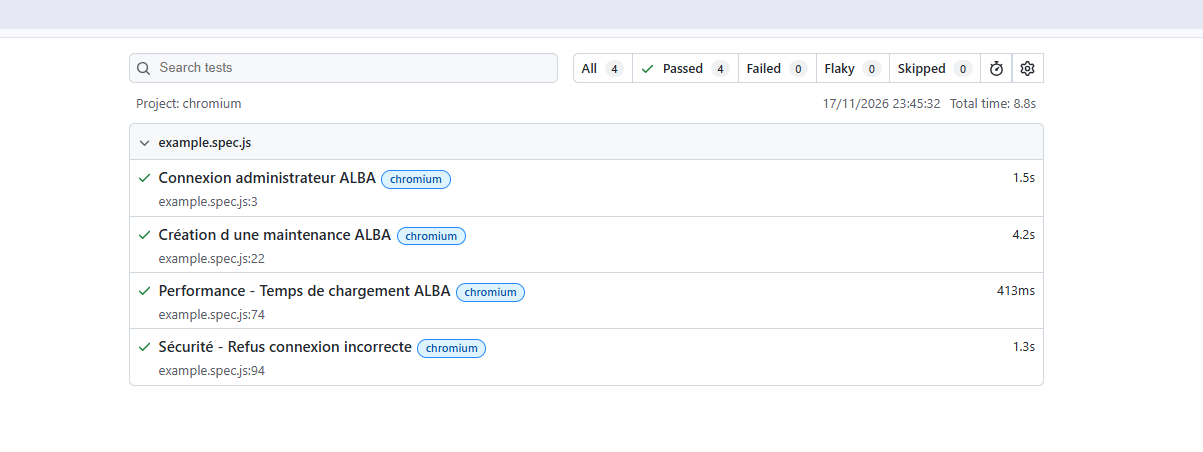 Search tests
All 4 Passed 4 Failed 0 Flaky 0 Skipped 0
Project: chromium
17/11/2026 23:45:32 Total time: 8.8s
example.spec.js
Connexion administrateur ALBA chromium 1.5s
example.spec.js:3
Création d une maintenance ALBA chromium 4.2s
example.spec.js:22
Performance - Temps de chargement ALBA chromium 413ms
example.spec.js:74
Sécurité - Refus connexion incorrecte chromium 1.3s
example.spec.js:94